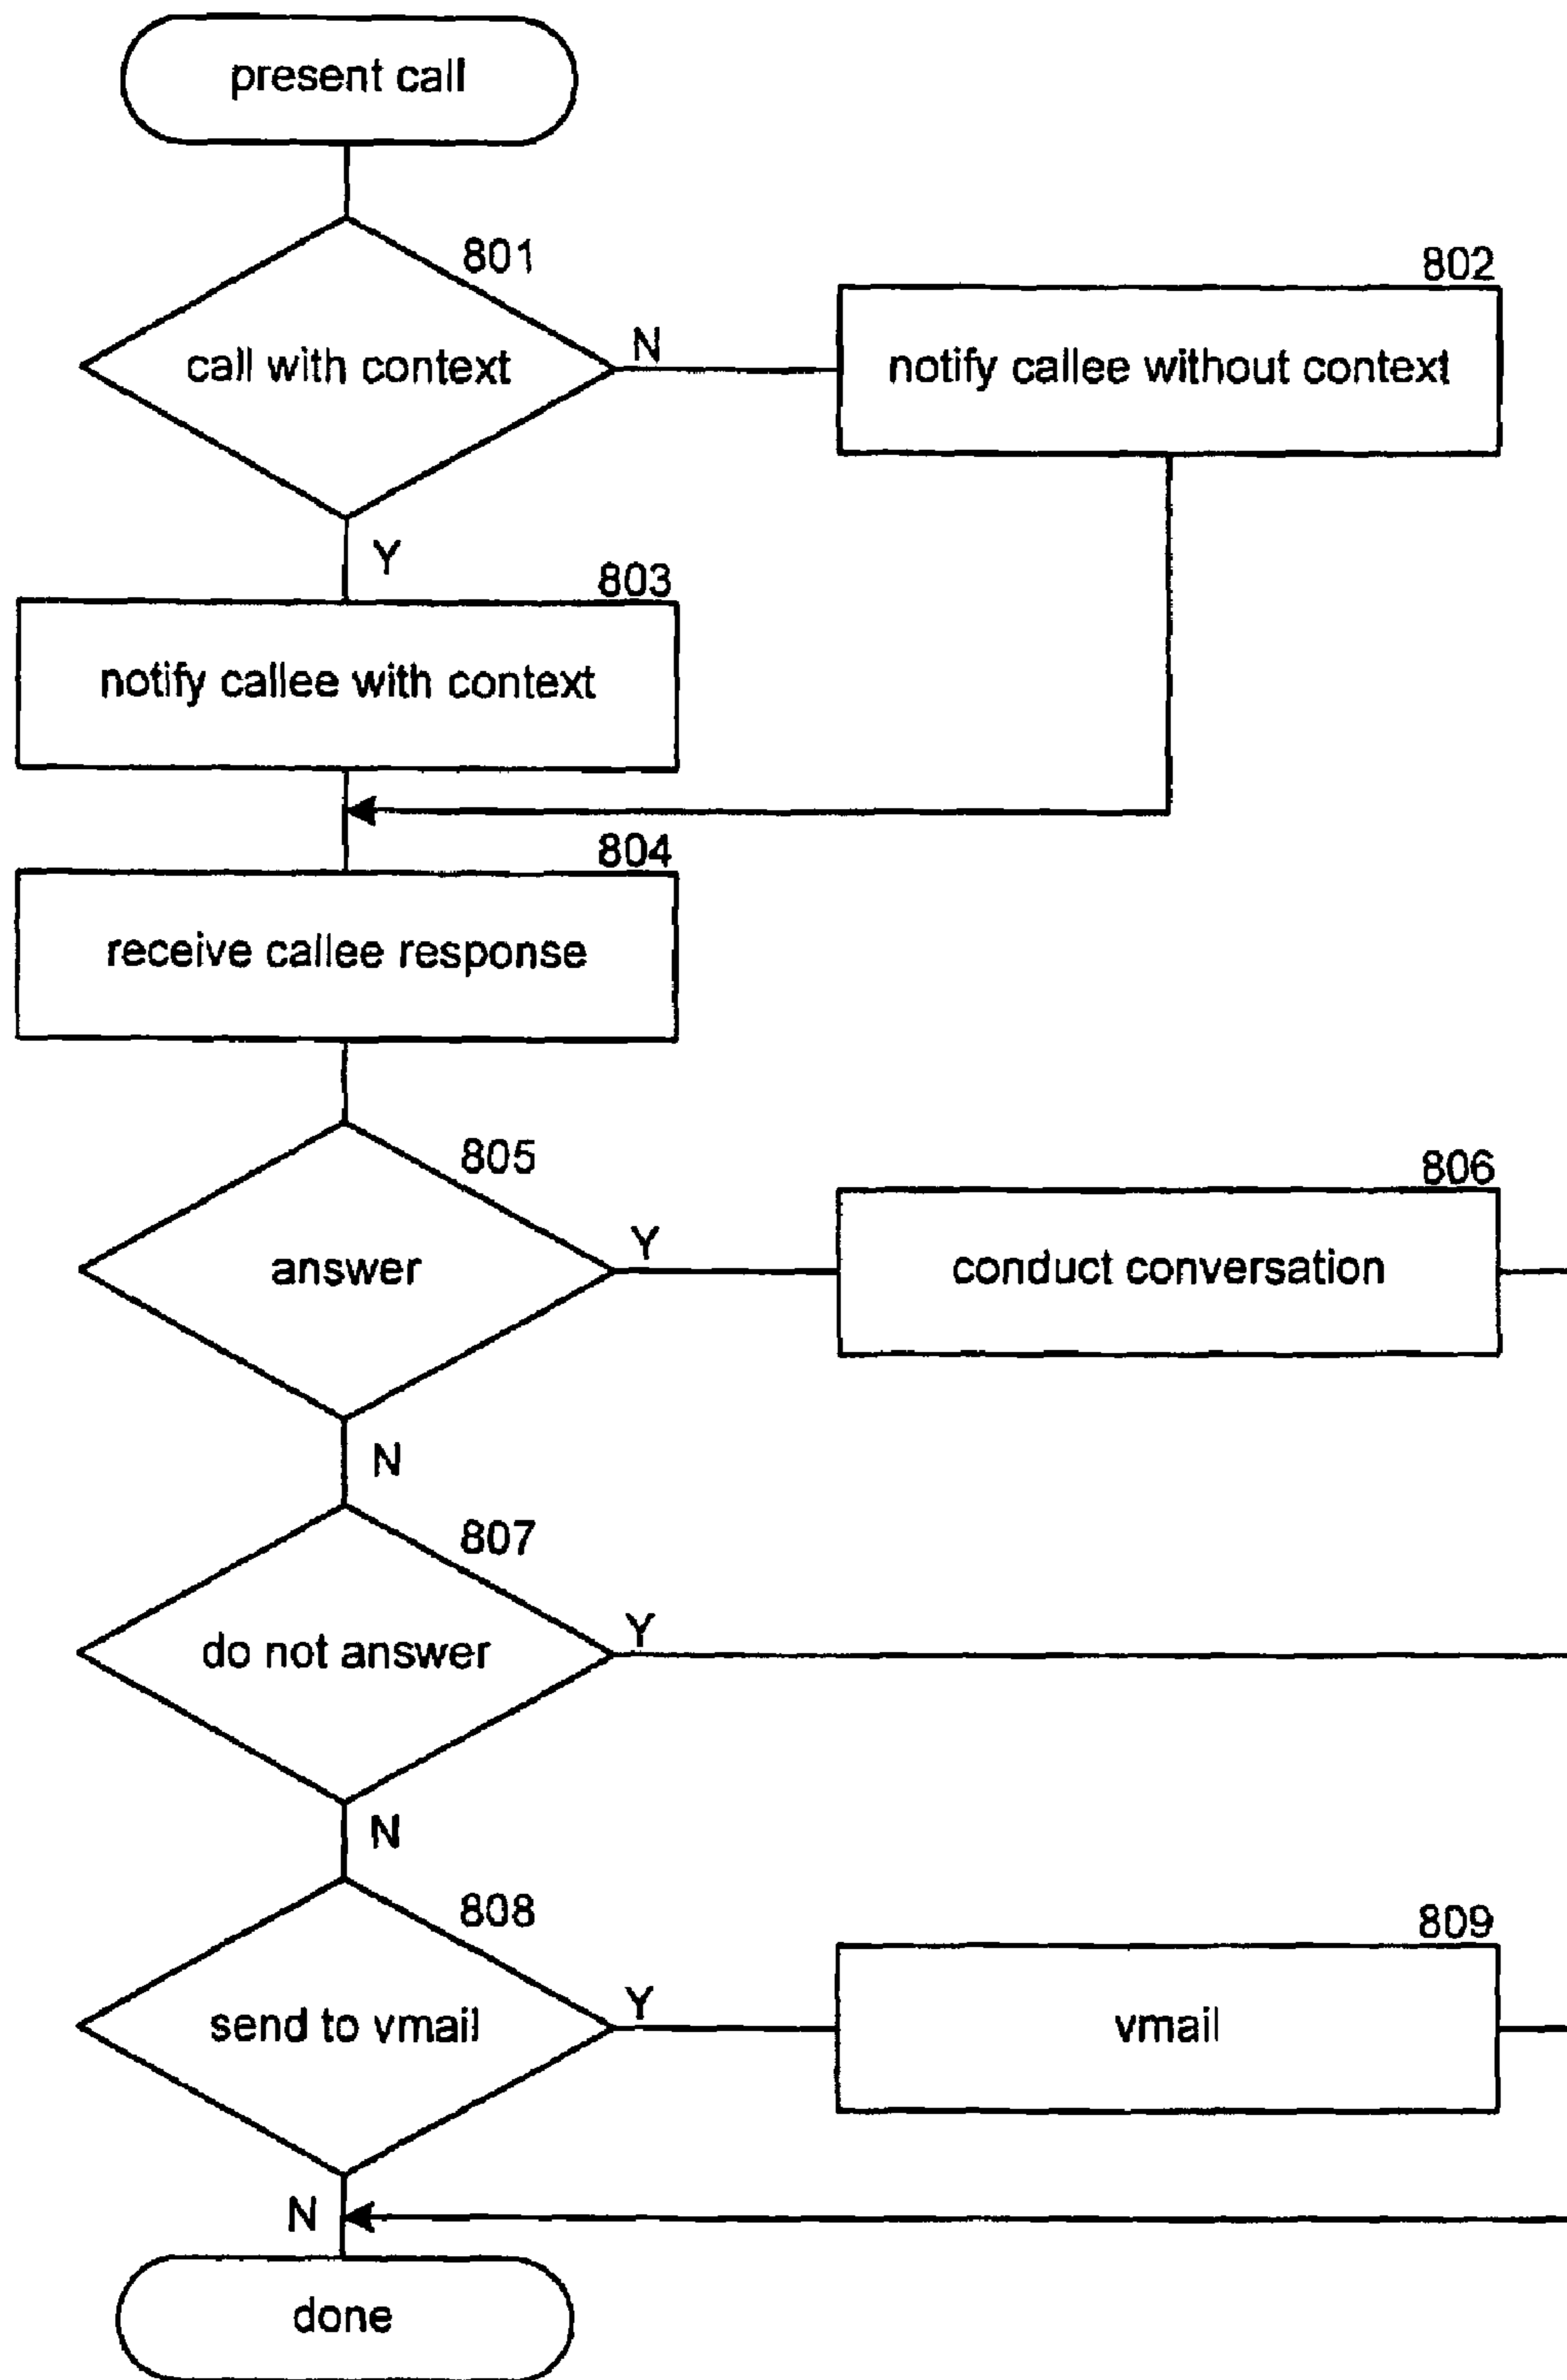 present call
801
call with context
N
802
notify callee without context
Y
803
notify callee with context
804
receive callee response
805
answer
Y
806
conduct conversation
N
807
do not answer
Y
N
808
send to vmail
Y
809
vmail
N
done